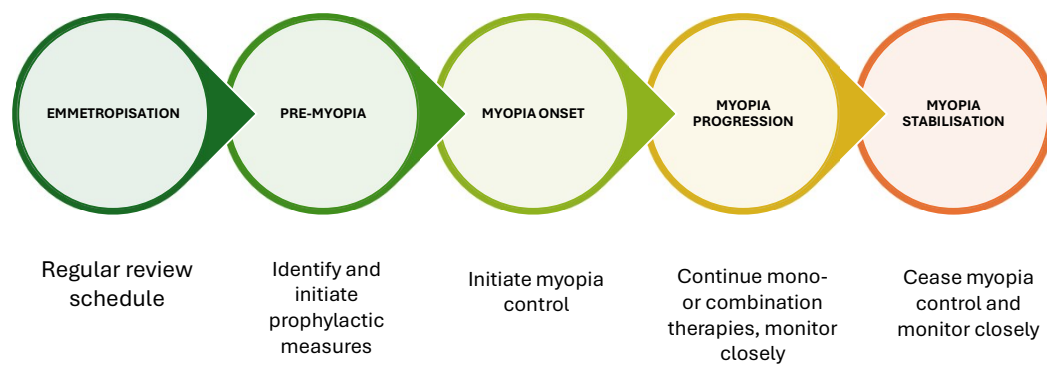 EMMETROPISATION
PRE-MYOPIA
MYOPIA ONSET
MYOPIA
PROGRESSION
MYOPIA
STABILISATION
Regular review
schedule
Identify and
initiate
prophylactic
measures
Initiate myopia
control
Continue mono-
or combination
therapies, monitor
closely
Cease myopia
control and
monitor closely